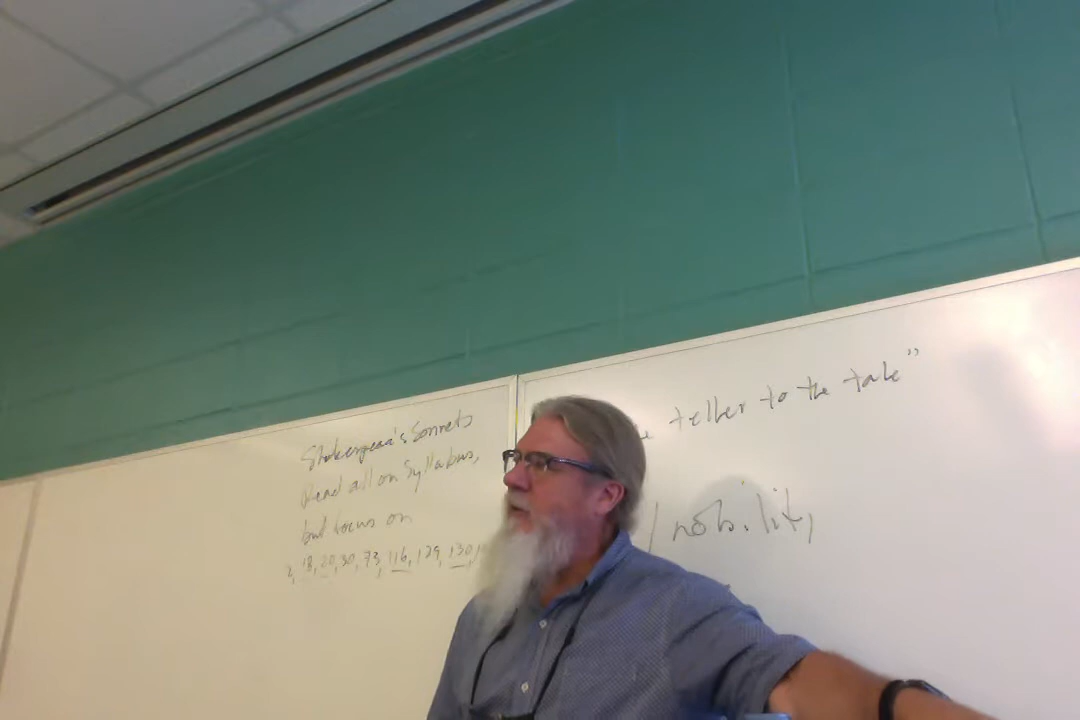 Shakespeare's Sonnets
Read all on Syllabus,
but focus on
18, 20, 30, 73, 116, 129, 130,
teller to the tale"
/ nobility